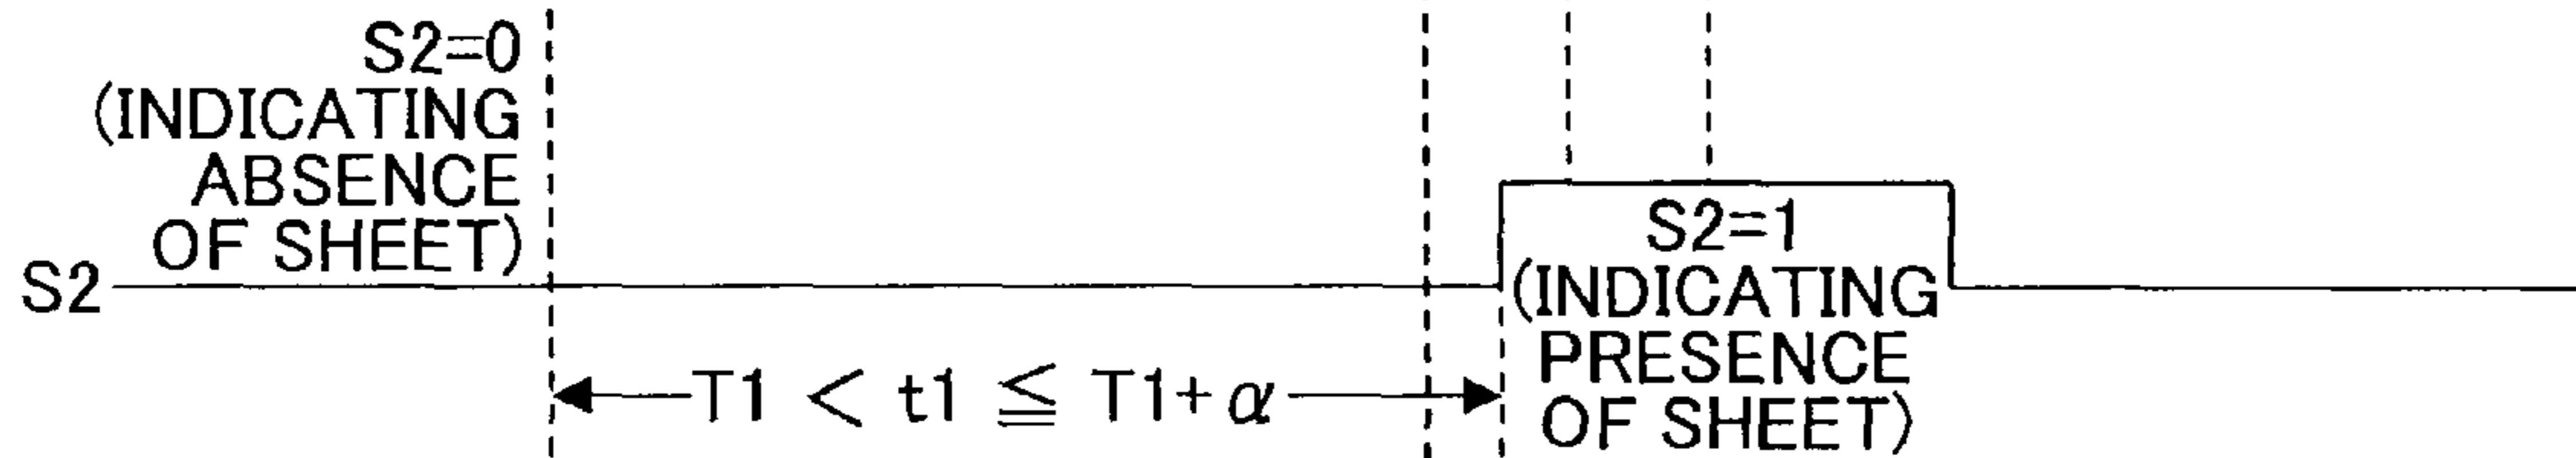 S2=0
(INDICATING
ABSENCE
OF SHEET)
S2
S2=1
(INDICATING
PRESENCE
OF SHEET)
T1 < t1 ≦ T1+α